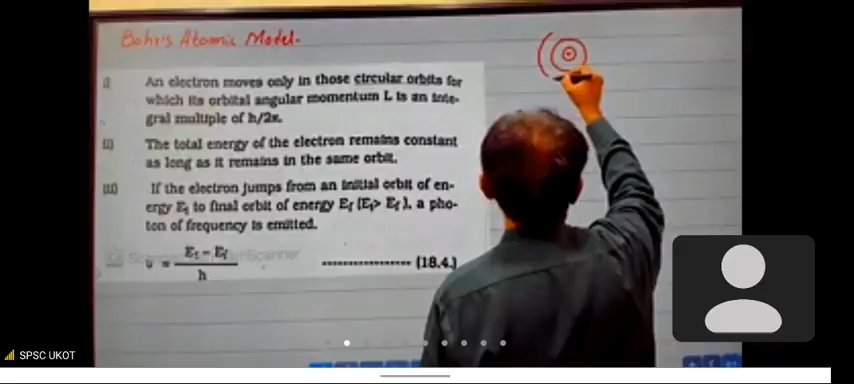 Bohr's Atomic Model-
i) An electron moves only in those circular orbits for
which its orbital angular momentum L is an inte-
gral multiple of h/2π.
ii) The total energy of the electron remains constant
as long as it remains in the same orbit.
iii) If the electron jumps from an initial orbit of en-
ergy Ei to final orbit of energy Ef (Ei> Ef), a pho-
ton of frequency is emitted.
υ = Ei - Ef / h ................... (18.4.)
SPSC UKOT